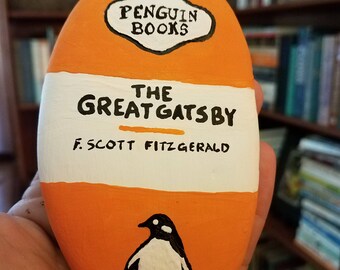 PENGUIN
BOOKS
THE
GREAT GATSBY
F. SCOTT FITZGERALD